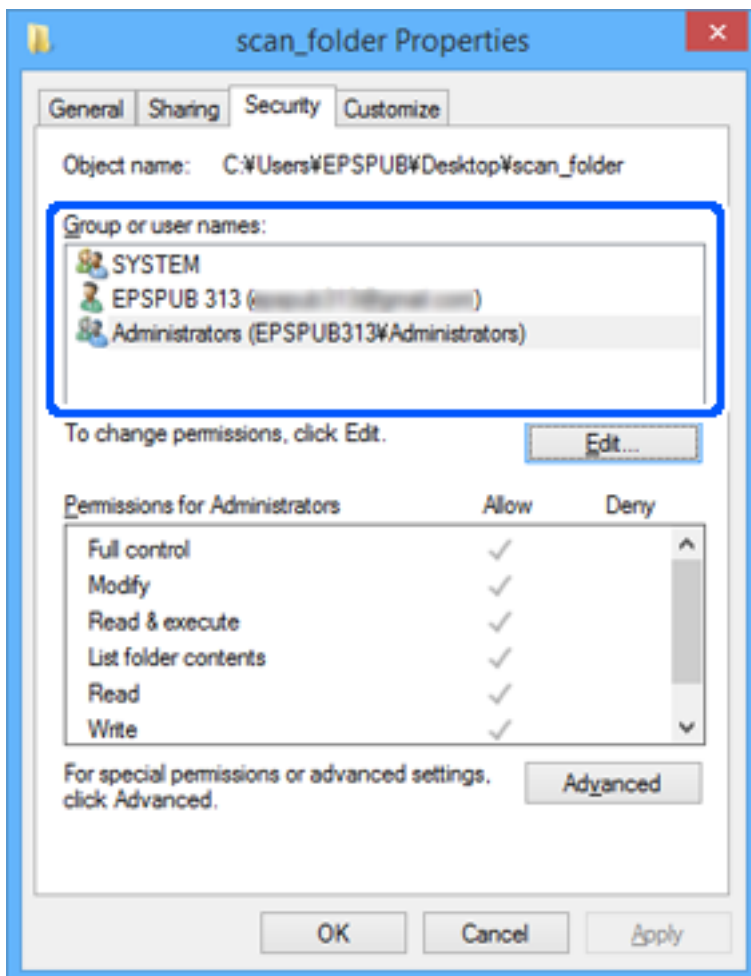 scan_folder Properties
General Sharing Security Customize
Object name: C:¥Users¥EPSPUB¥Desktop¥scan_folder
Group or user names:
SYSTEM
EPSPUB 313 ( )
Administrators (EPSPUB313¥Administrators)
To change permissions, click Edit.
Edit...
Permissions for Administrators Allow Deny
Full control
Modify
Read & execute
List folder contents
Read
Write
For special permissions or advanced settings,
click Advanced.
Advanced
OK Cancel Apply